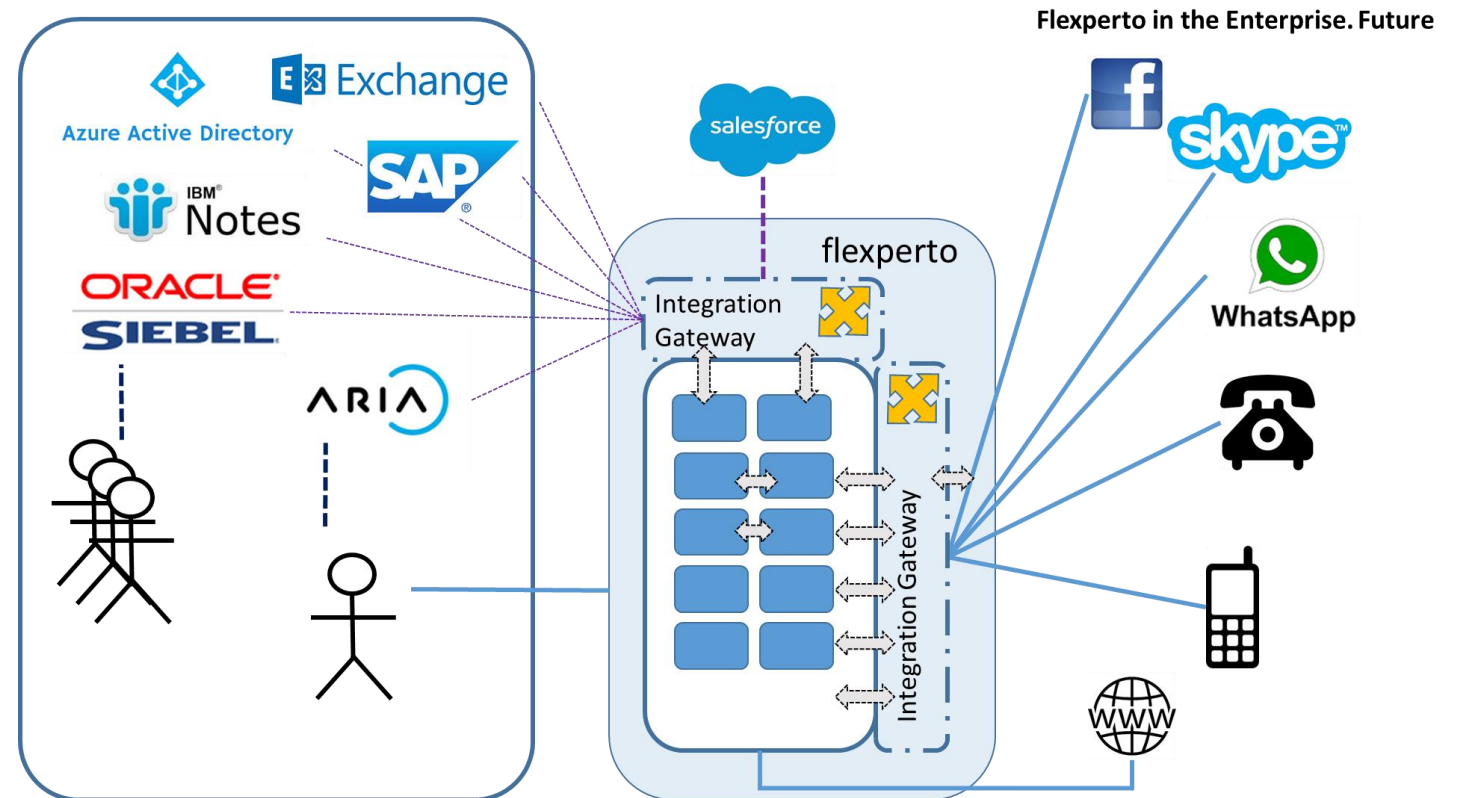 Flexperto in the Enterprise. Future
Azure Active Directory
E Exchange
SAP
®
IBM®
Notes
ORACLE®
SIEBEL.
ARIA
salesforce
flexperto
Integration
Gateway
Integration Gateway
f
skype™
WhatsApp
WWW